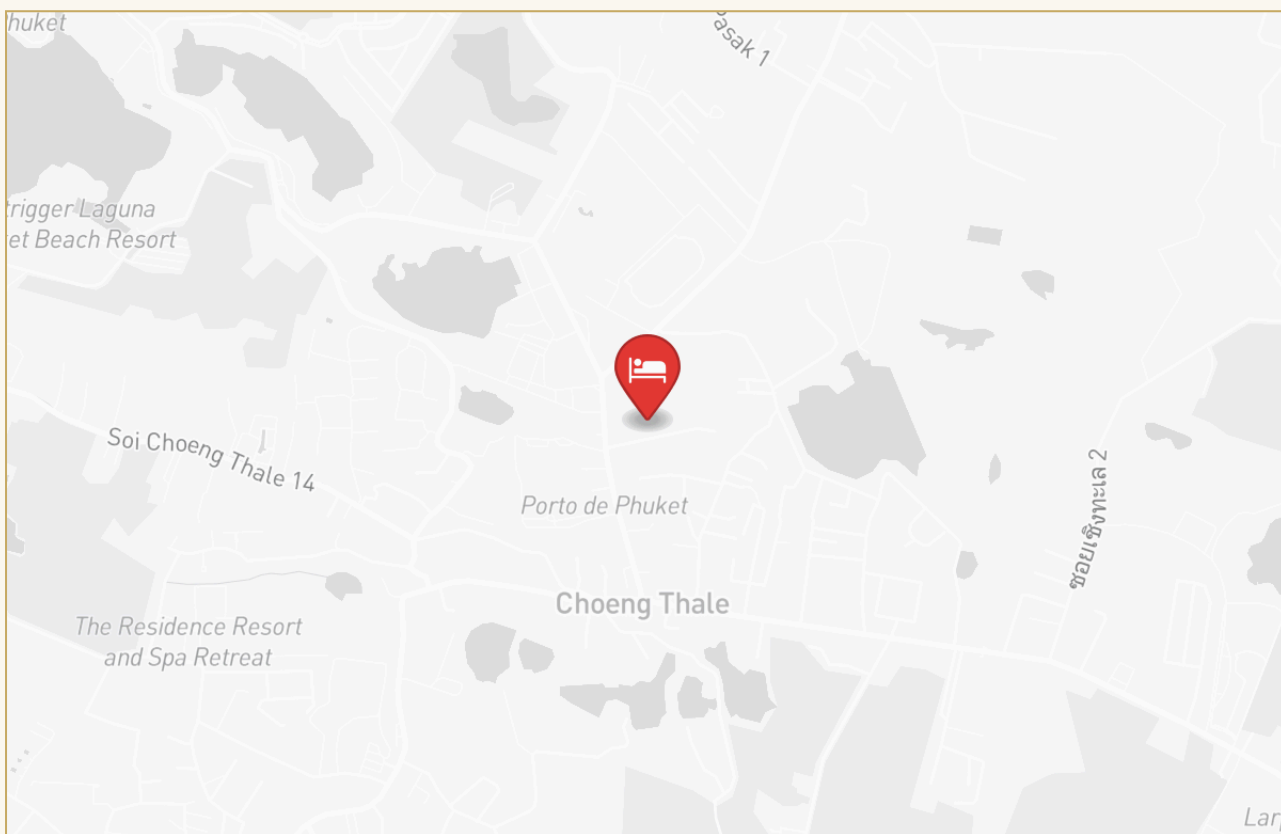 huket
Pasak 1
trigger Laguna
et Beach Resort
Soi Choeng Thale 14
ซอยเชิงทะเล 2
Porto de Phuket
Choeng Thale
The Residence Resort
and Spa Retreat
Lar